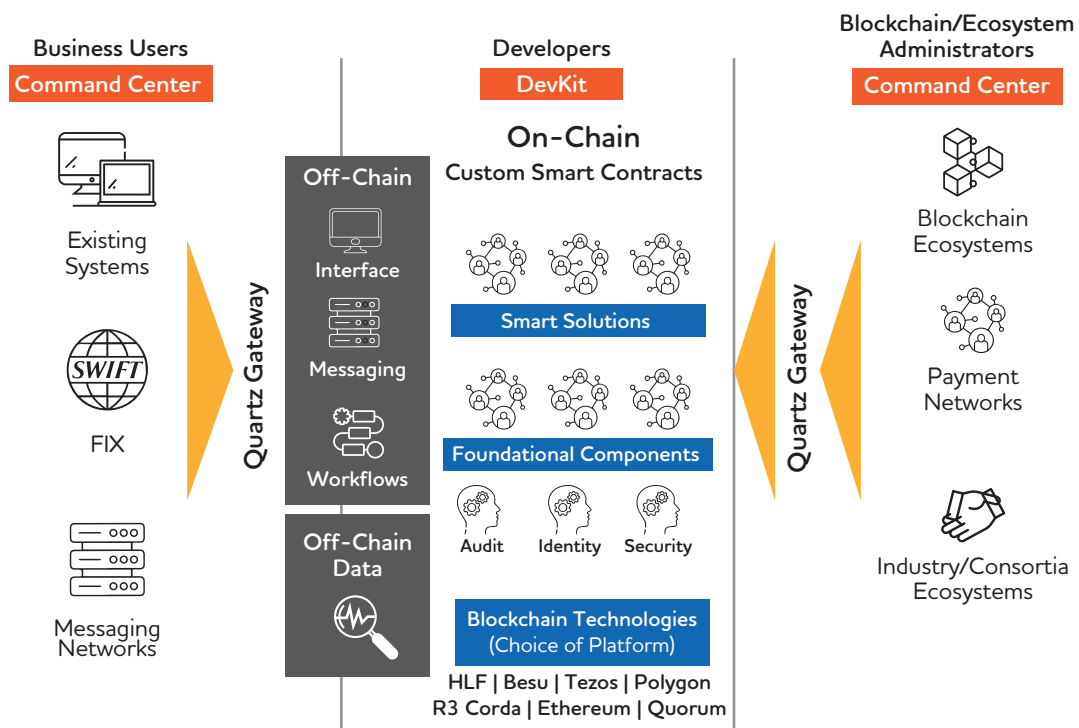 Business Users
Command Center
Existing
Systems
SWIFT
FIX
Messaging
Networks
Quartz Gateway
Off-Chain
Interface
Messaging
Workflows
Off-Chain
Data
Developers
DevKit
On-Chain
Custom Smart Contracts
Smart Solutions
Foundational Components
Audit Identity Security
Blockchain Technologies
(Choice of Platform)
HLF | Besu | Tezos | Polygon
R3 Corda | Ethereum | Quorum
Quartz Gateway
Blockchain/Ecosystem
Administrators
Command Center
Blockchain
Ecosystems
Payment
Networks
Industry/Consortia
Ecosystems